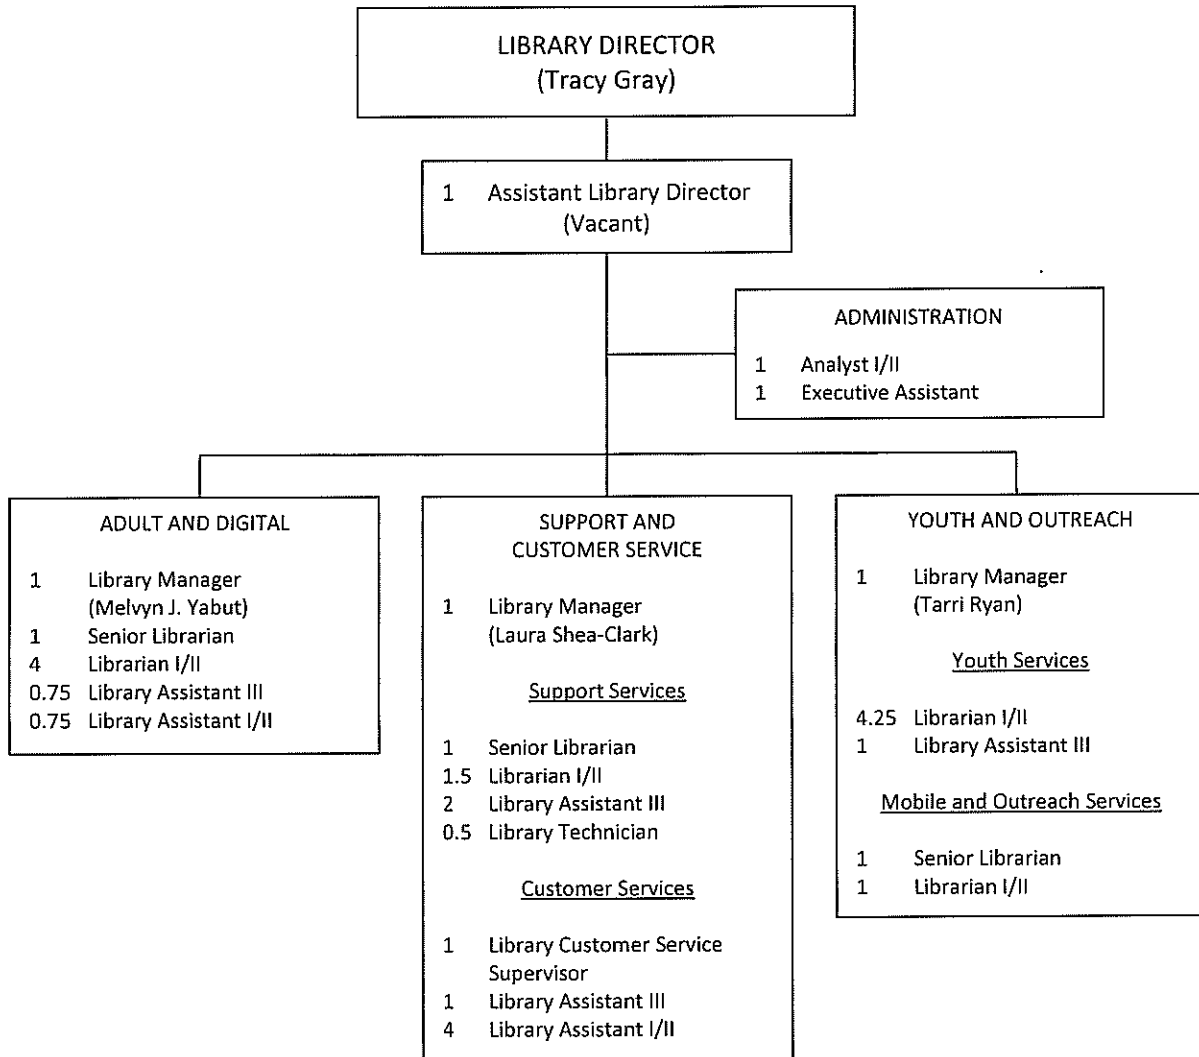 LIBRARY DIRECTOR
(Tracy Gray)
1 Assistant Library Director
(Vacant)
ADMINISTRATION
1 Analyst I/II
1 Executive Assistant
ADULT AND DIGITAL
1 Library Manager
(Melvyn J. Yabut)
1 Senior Librarian
4 Librarian I/II
0.75 Library Assistant III
0.75 Library Assistant I/II
SUPPORT AND
CUSTOMER SERVICE
1 Library Manager
(Laura Shea-Clark)
Support Services
1 Senior Librarian
1.5 Librarian I/II
2 Library Assistant III
0.5 Library Technician
Customer Services
1 Library Customer Service
Supervisor
1 Library Assistant III
4 Library Assistant I/II
YOUTH AND OUTREACH
1 Library Manager
(Tarri Ryan)
Youth Services
4.25 Librarian I/II
1 Library Assistant III
Mobile and Outreach Services
1 Senior Librarian
1 Librarian I/II